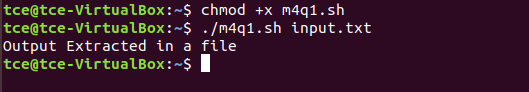 tce@tce-VirtualBox:~$ chmod +x m4q1.sh
tce@tce-VirtualBox:~$ ./m4q1.sh input.txt
Output Extracted in a file
tce@tce-VirtualBox:~$